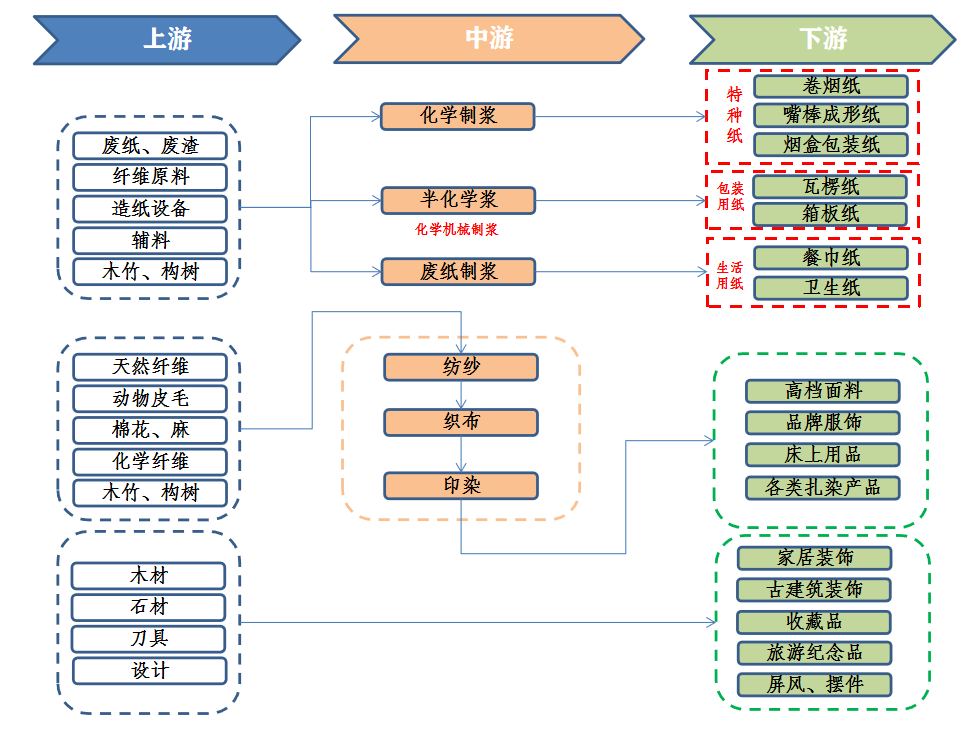 上游
中游
下游
废纸、废渣
纤维原料
造纸设备
辅料
木竹、构树
化学制浆
半化学浆
化学机械制浆
废纸制浆
特种纸
卷烟纸
嘴棒成形纸
烟盒包装纸
包装
用纸
瓦楞纸
箱板纸
生活
用纸
餐巾纸
卫生纸
天然纤维
动物皮毛
棉花、麻
化学纤维
木竹、构树
纺纱
织布
印染
高档面料
品牌服饰
床上用品
各类扎染产品
木材
石材
刀具
设计
家居装饰
古建筑装饰
收藏品
旅游纪念品
屏风、摆件